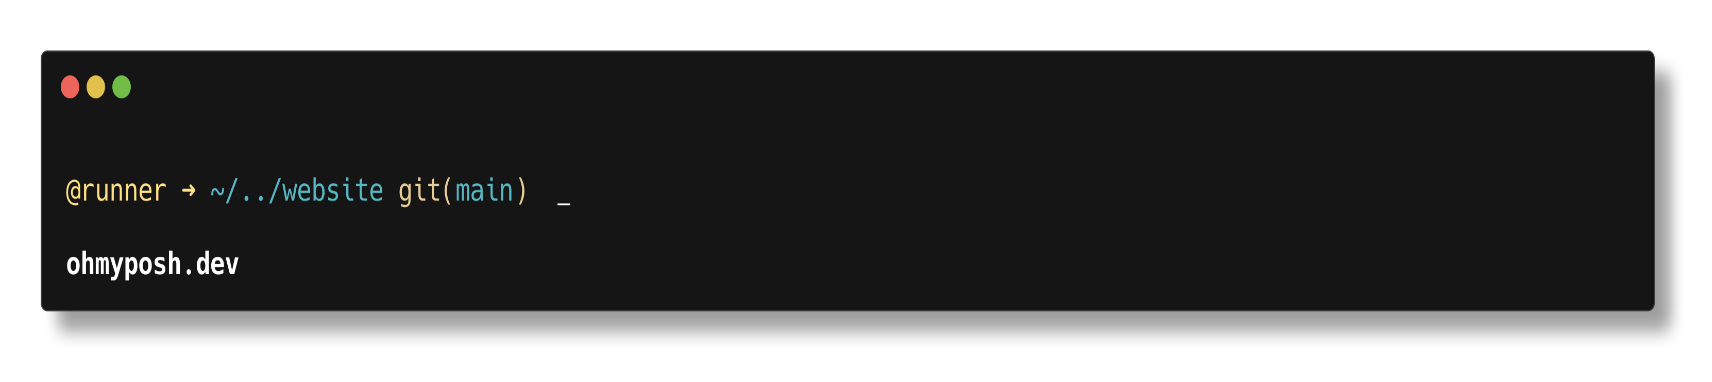 @runner ➜ ~/../website git(main)  _
ohmyposh.dev